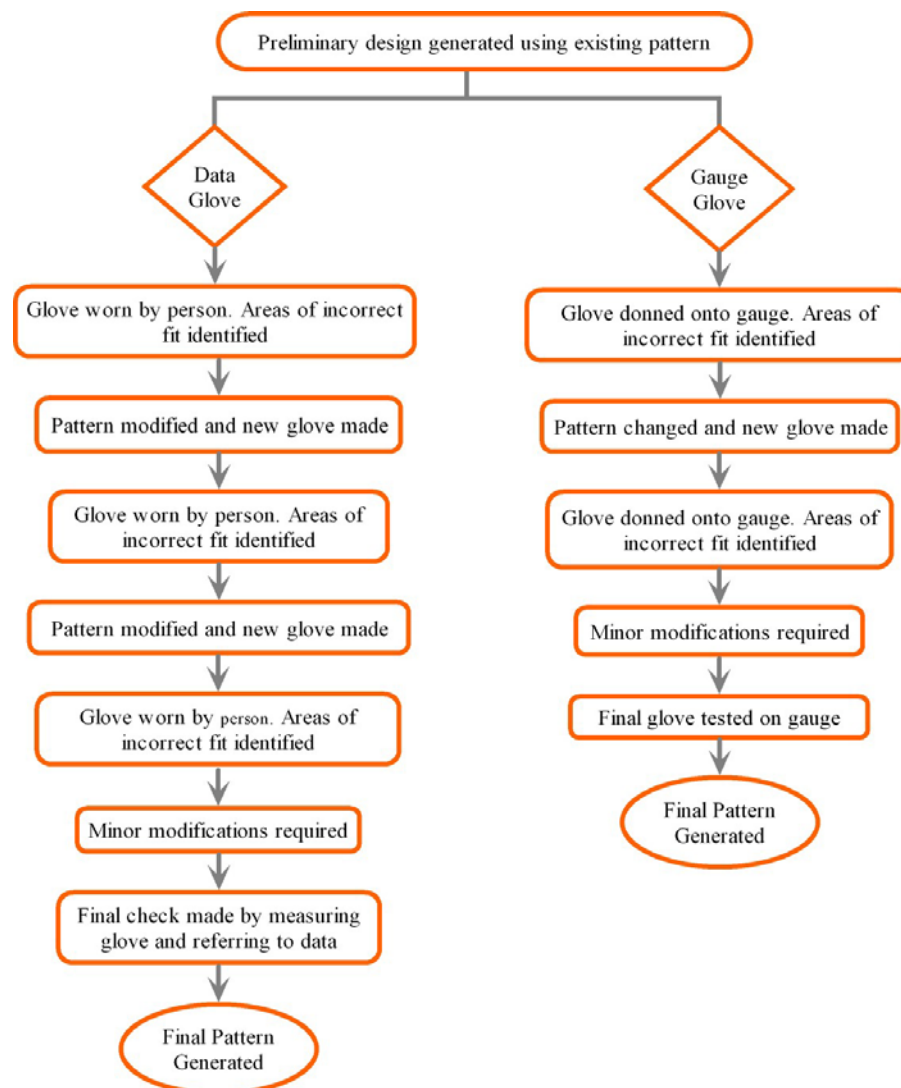 Preliminary design generated using existing pattern
Data
Glove
Glove worn by person. Areas of incorrect
fit identified
Pattern modified and new glove made
Glove worn by person. Areas of
incorrect fit identified
Pattern modified and new glove made
Glove worn by person. Areas of
incorrect fit identified
Minor modifications required
Final check made by measuring
glove and referring to data
Final Pattern
Generated
Gauge
Glove
Glove donned onto gauge. Areas of
incorrect fit identified
Pattern changed and new glove made
Glove donned onto gauge. Areas of
incorrect fit identified
Minor modifications required
Final glove tested on gauge
Final Pattern
Generated